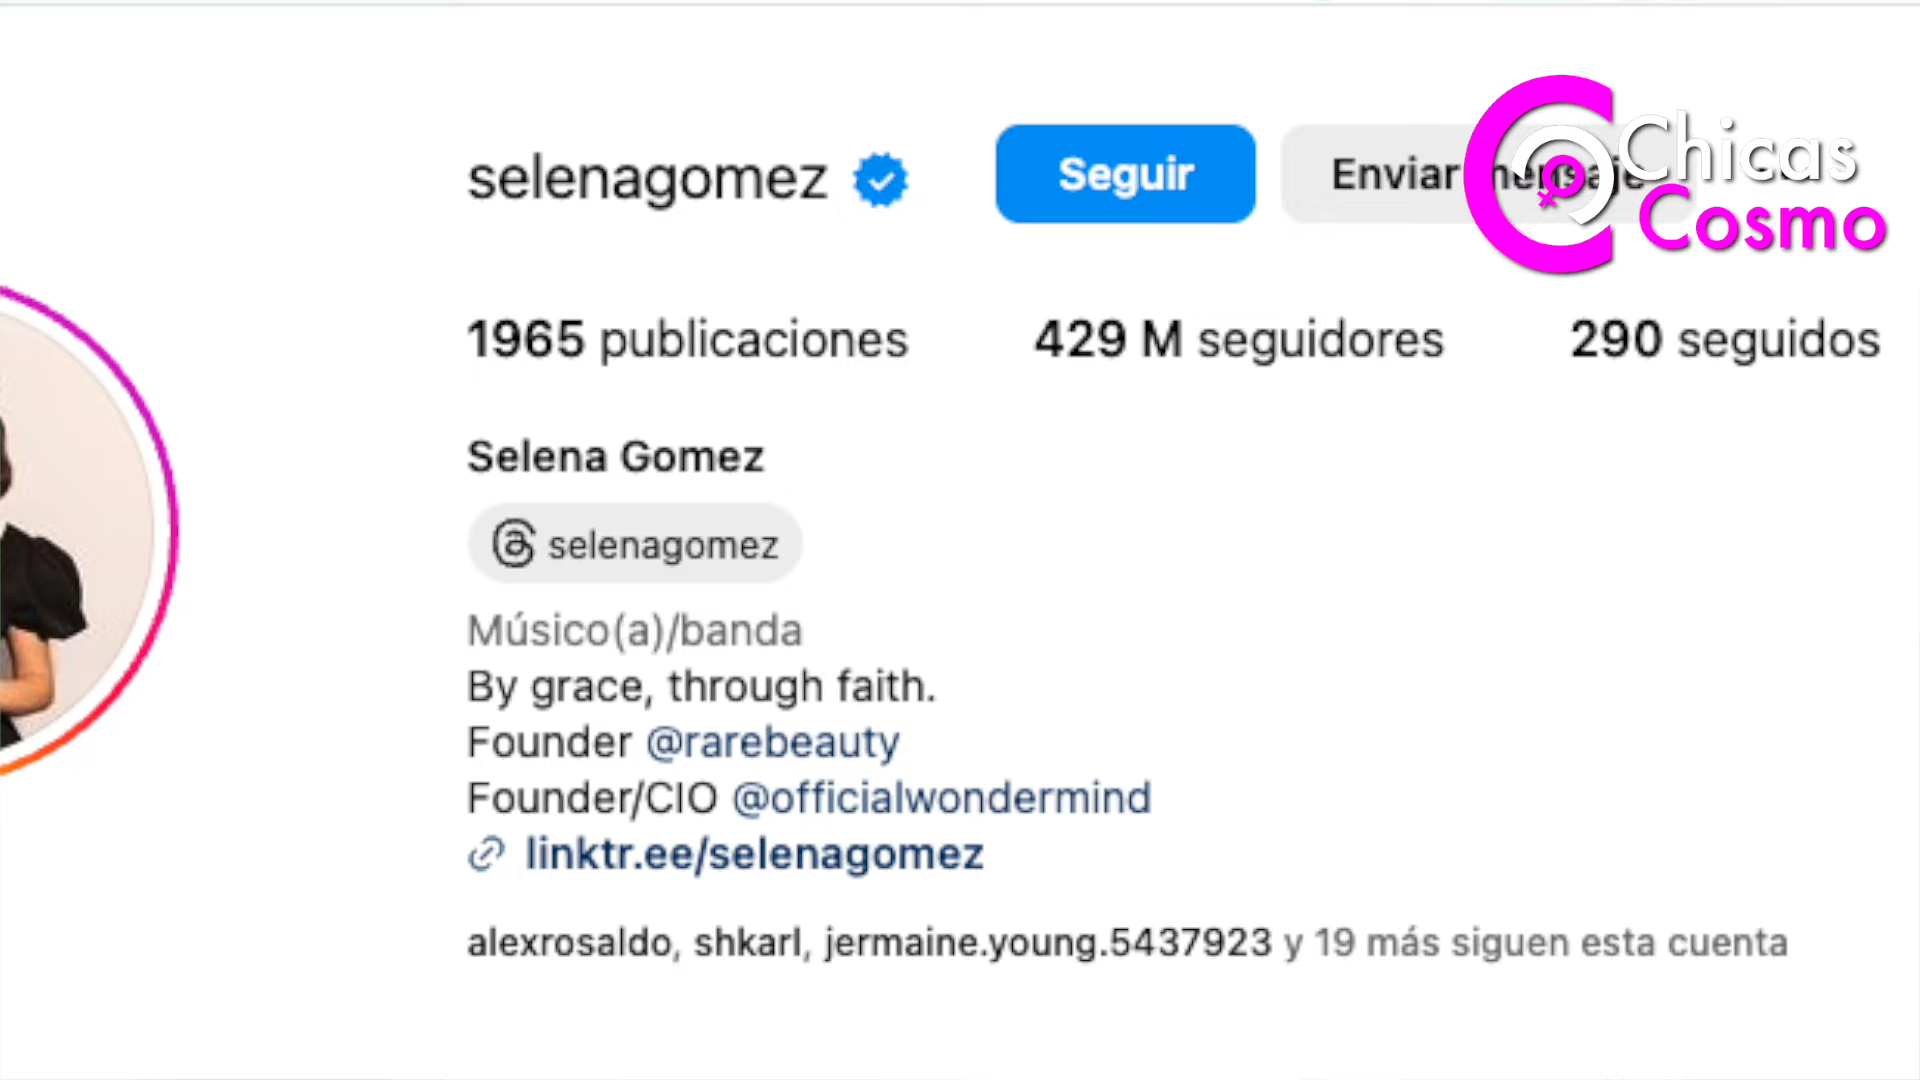 selenagomez
Seguir
Enviar mensaje
Chicas
Cosmo
1965 publicaciones
429 M seguidores
290 seguidos
Selena Gomez
selenagomez
Músico(a)/banda
By grace, through faith.
Founder @rarebeauty
Founder/CIO @officialwondermind
linktr.ee/selenagomez
alexrosaldo, shkarl, jermaine.young.5437923 y 19 más siguen esta cuenta